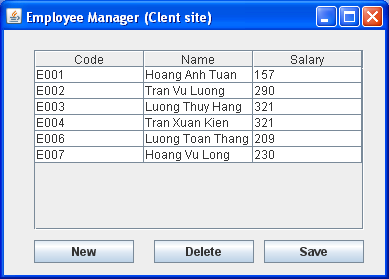 Employee Manager (Clent site)
Code Name Salary
E001 Hoang Anh Tuan 157
E002 Tran Vu Luong 290
E003 Luong Thuy Hang 321
E004 Tran Xuan Kien 321
E006 Luong Toan Thang 209
E007 Hoang Vu Long 230
New Delete Save